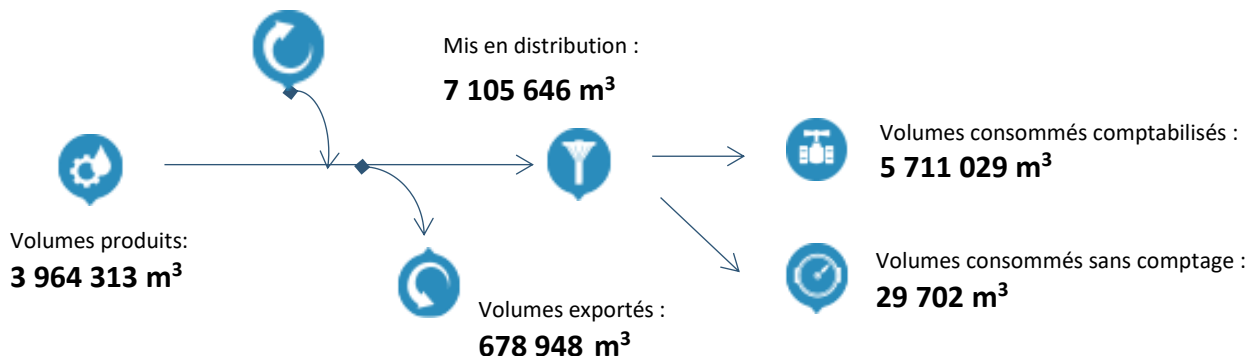 Mis en distribution :
7 105 646 m³
Volumes consommés comptabilisés :
5 711 029 m³
Volumes produits:
3 964 313 m³
Volumes consommés sans comptage :
29 702 m³
Volumes exportés :
678 948 m³